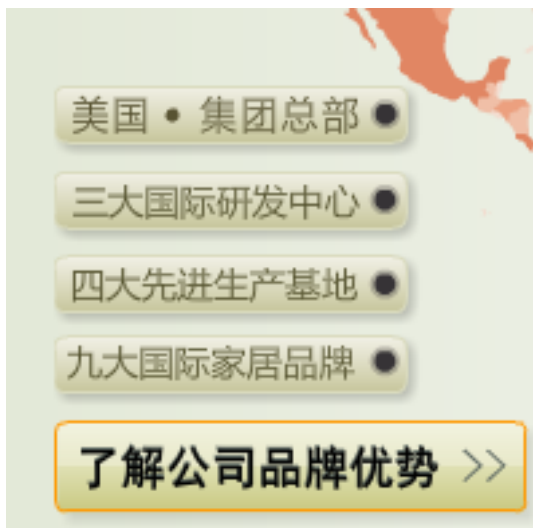 美国•集团总部
三大国际研发中心
四大先进生产基地
九大国际家居品牌
了解公司品牌优势 >>